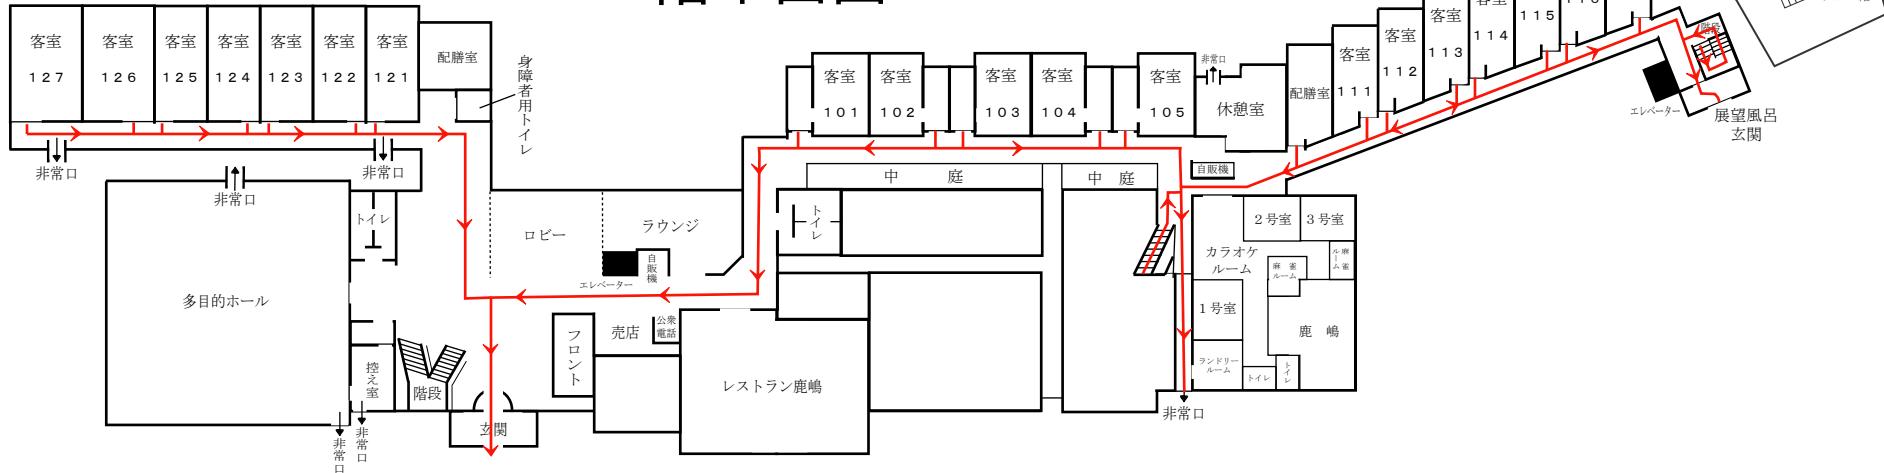 客室
127
客室
126
客室
125
客室
124
客室
123
客室
122
客室
121
配膳室
身障者用トイレ
非常口
非常口
非常口
トイレ
多目的ホール
控え室
階段
非常口
非常口
玄関
ロビー
ラウンジ
エレベーター
自販機
フロント
売店
公衆
電話
レストラン鹿嶋
トイレ
中庭
中庭
客室
101
客室
102
客室
103
客室
104
客室
105
非常口
休憩室
自販機
配膳室
客室
111
客室
112
客室
113
114
115
階段
エレベーター
展望風呂
玄関
カラオケ
ルーム
2号室
3号室
麻雀
ルーム
麻雀
ルーム
1号室
鹿嶋
ランドリー
ルーム
トイレ
トイレ
非常口